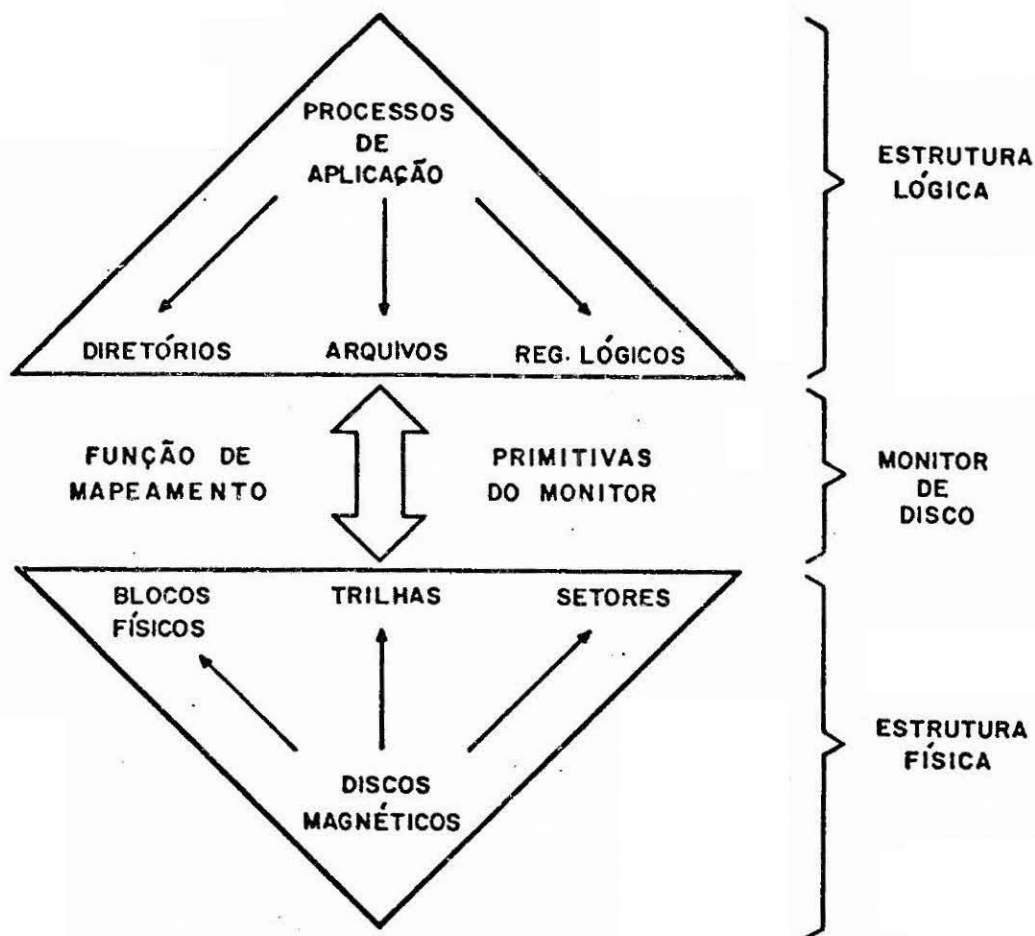 PROCESSOS
DE
APLICAÇÃO
DIRETÓRIOS
ARQUIVOS
REG. LÓGICOS
ESTRUTURA
LÓGICA
FUNÇÃO DE
MAPEAMENTO
PRIMITIVAS
DO MONITOR
MONITOR
DE
DISCO
BLOCOS
FÍSICOS
TRILHAS
SETORES
DISCOS
MAGNÉTICOS
ESTRUTURA
FÍSICA